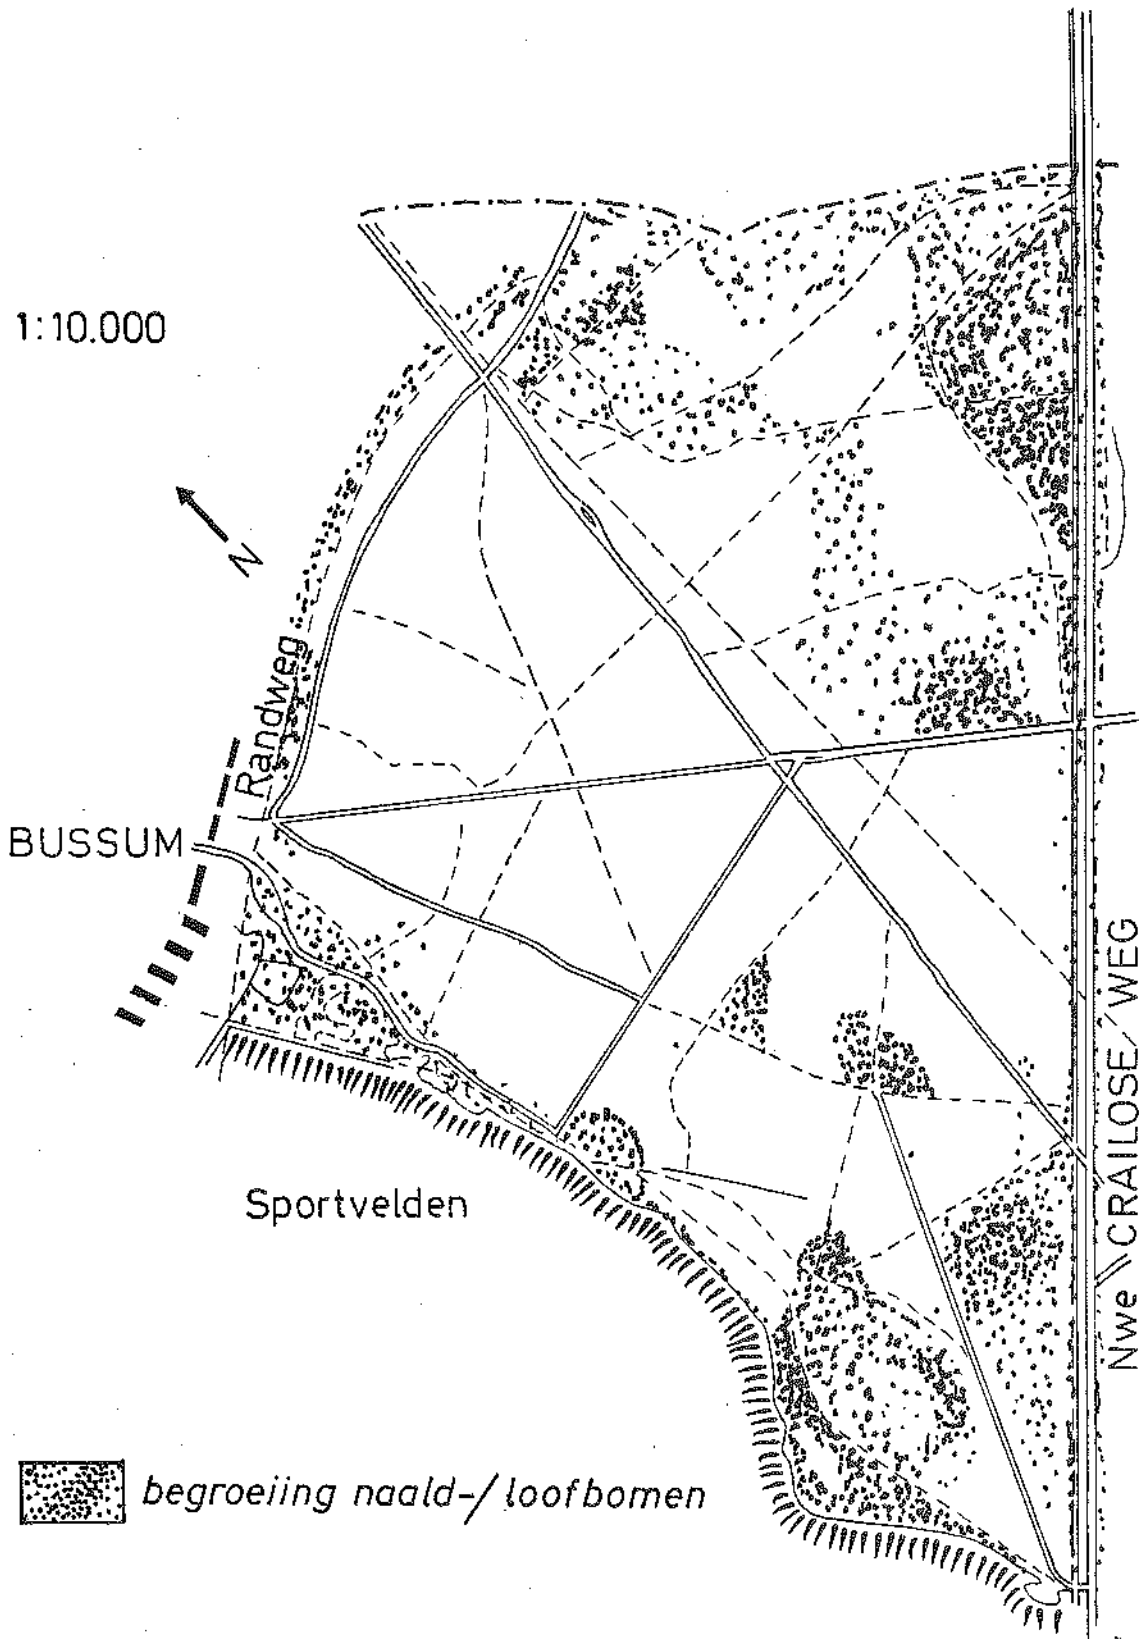 1:10.000
N
Randweg
BUSSUM
Nwe CRAILOSE/WEG
Sportvelden
begroeiing naald-/loofbomen